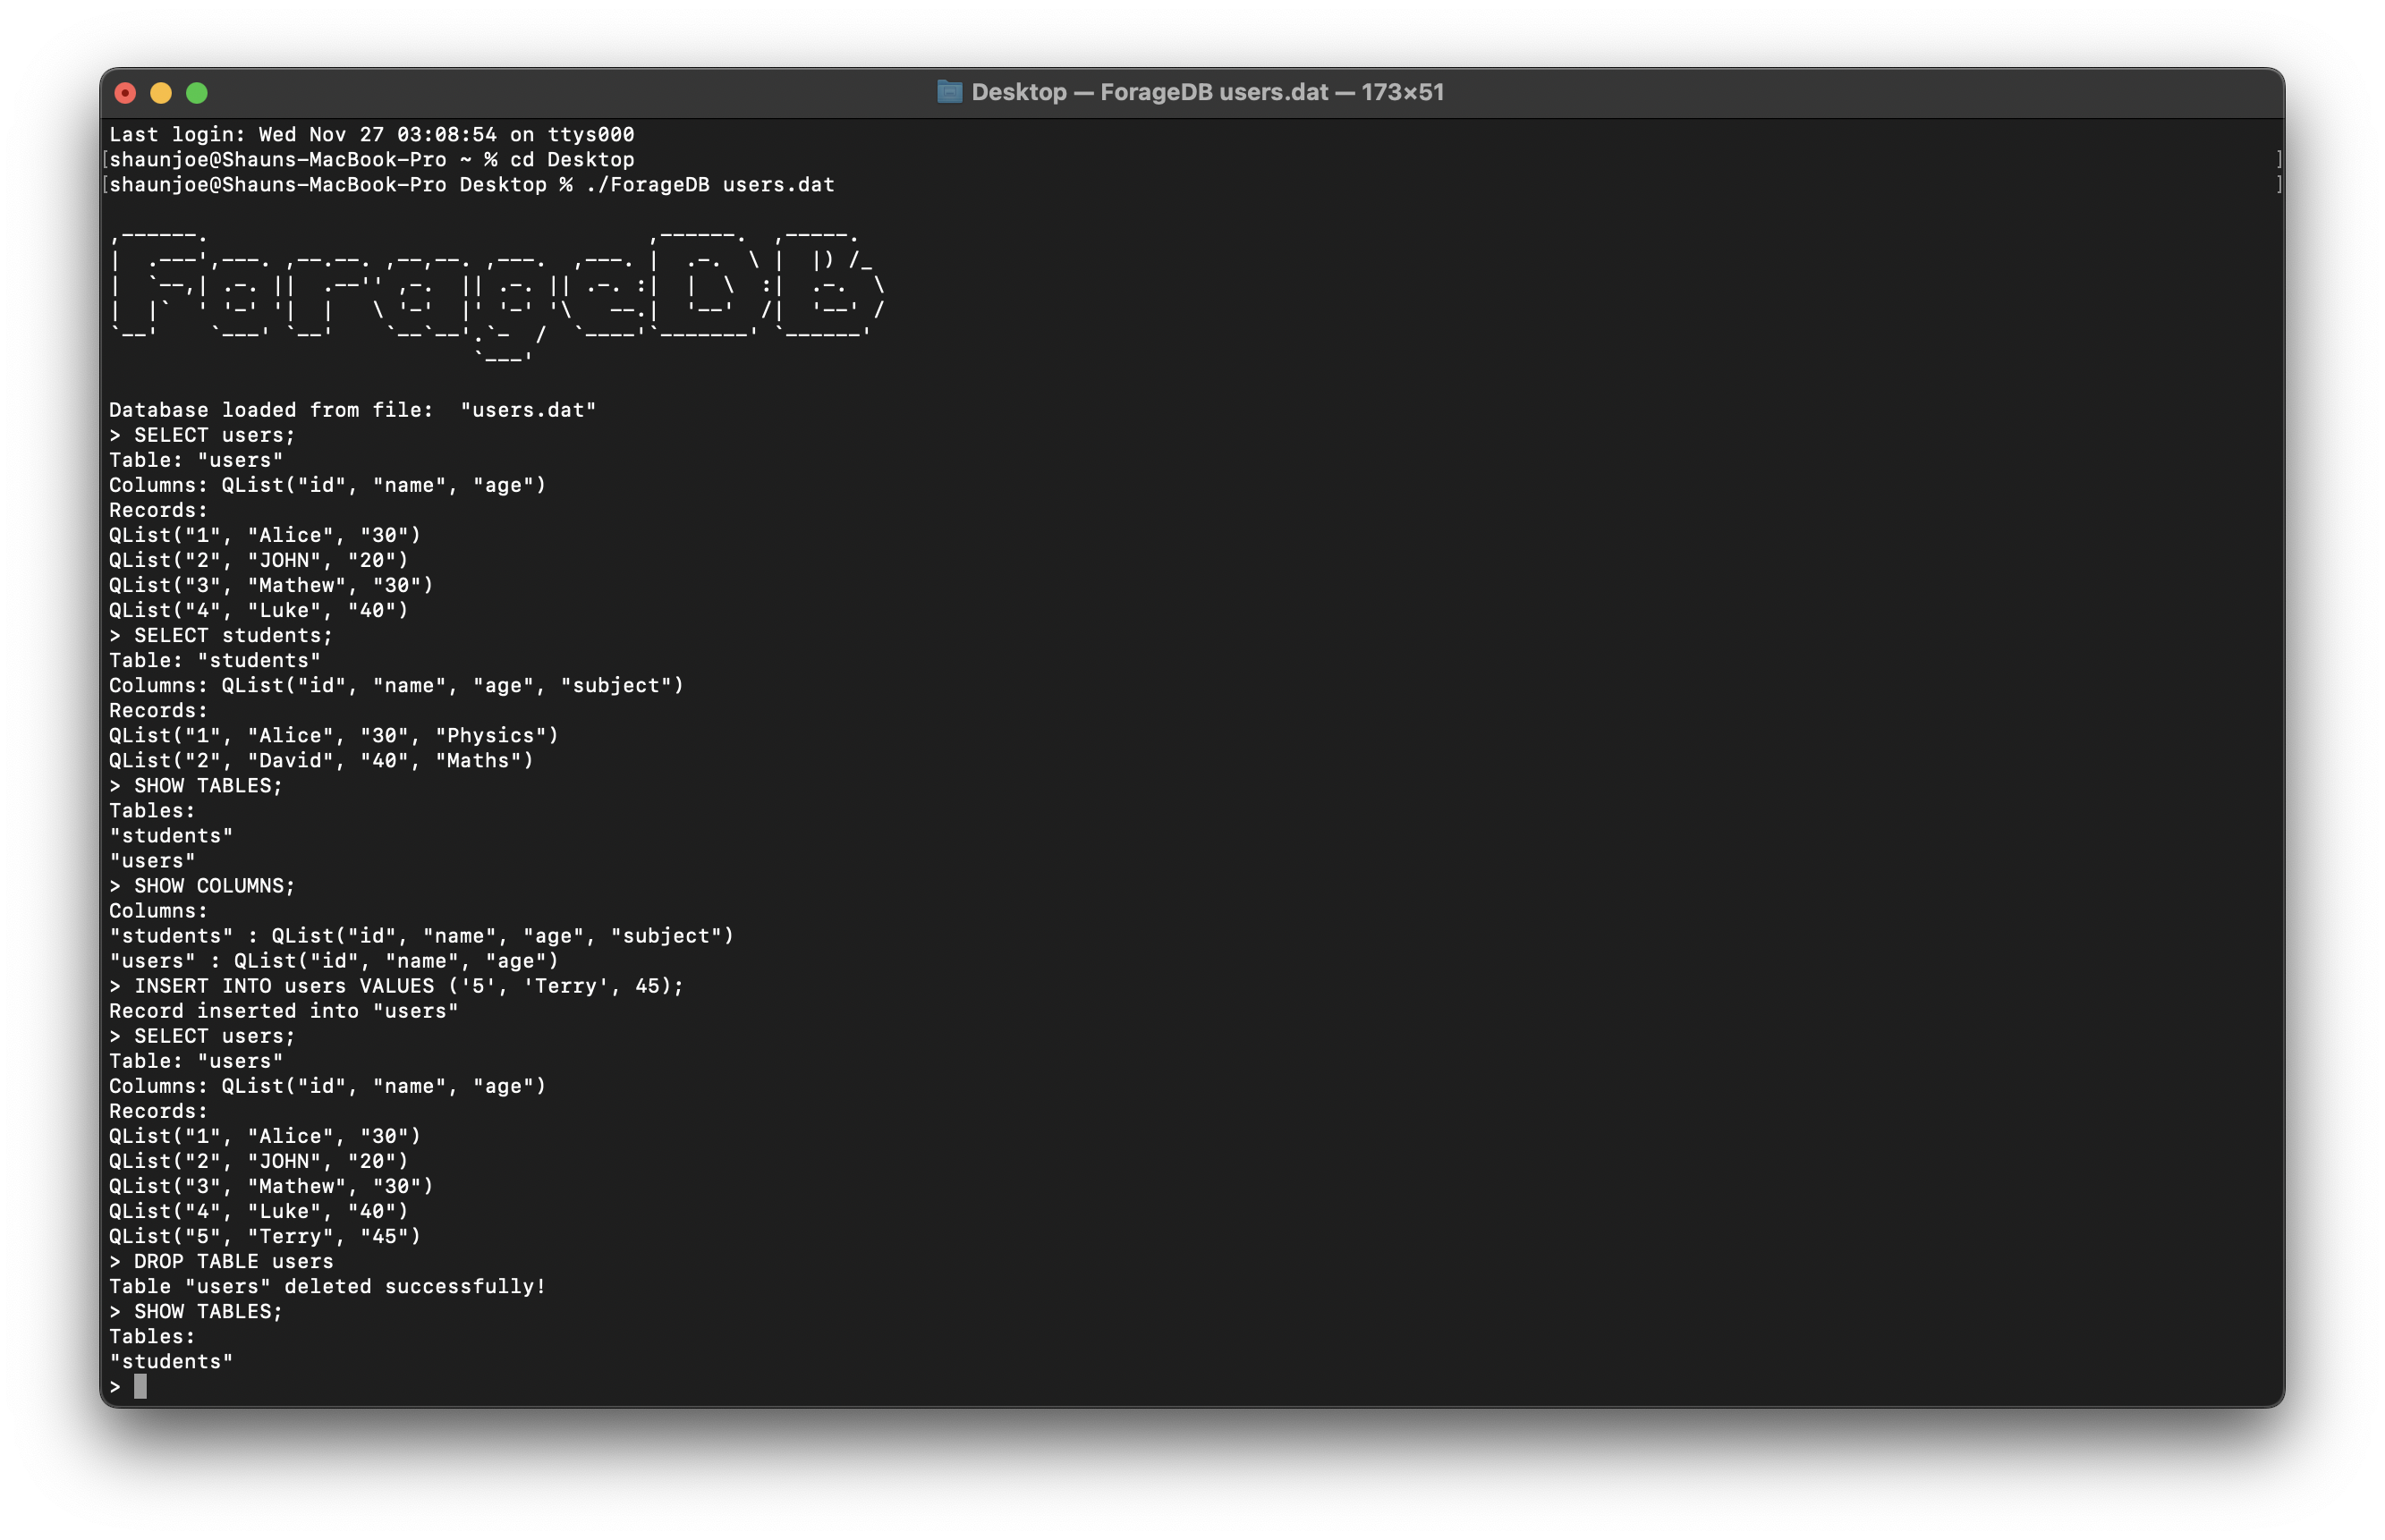 Desktop — ForageDB users.dat — 173×51
Last login: Wed Nov 27 03:08:54 on ttys000
[shaunjoe@Shauns-MacBook-Pro ~ % cd Desktop ]
[shaunjoe@Shauns-MacBook-Pro Desktop % ./ForageDB users.dat ]
ForageDB
Database loaded from file:  "users.dat"
> SELECT users;
Table: "users"
Columns: QList("id", "name", "age")
Records:
QList("1", "Alice", "30")
QList("2", "JOHN", "20")
QList("3", "Mathew", "30")
QList("4", "Luke", "40")
> SELECT students;
Table: "students"
Columns: QList("id", "name", "age", "subject")
Records:
QList("1", "Alice", "30", "Physics")
QList("2", "David", "40", "Maths")
> SHOW TABLES;
Tables:
"students"
"users"
> SHOW COLUMNS;
Columns:
"students" : QList("id", "name", "age", "subject")
"users" : QList("id", "name", "age")
> INSERT INTO users VALUES ('5', 'Terry', 45);
Record inserted into "users"
> SELECT users;
Table: "users"
Columns: QList("id", "name", "age")
Records:
QList("1", "Alice", "30")
QList("2", "JOHN", "20")
QList("3", "Mathew", "30")
QList("4", "Luke", "40")
QList("5", "Terry", "45")
> DROP TABLE users
Table "users" deleted successfully!
> SHOW TABLES;
Tables:
"students"
>